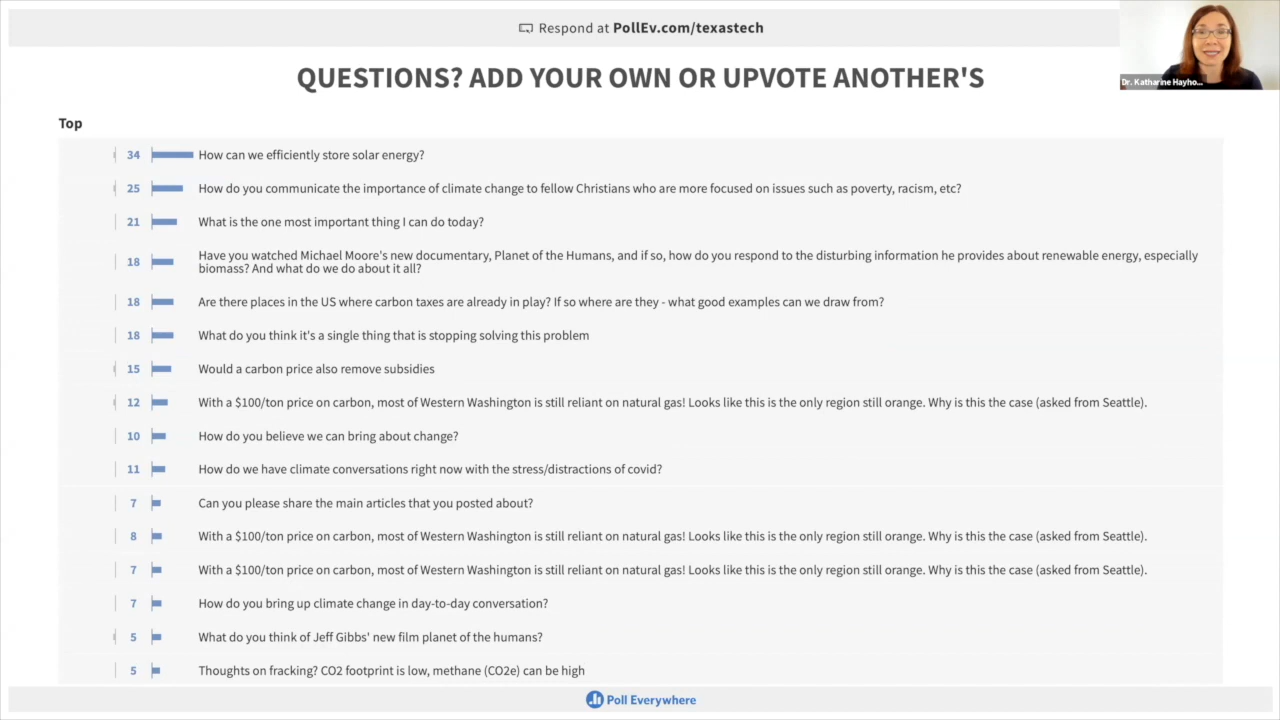 Respond at PollEv.com/texastech
QUESTIONS? ADD YOUR OWN OR UPVOTE ANOTHER'S
Dr. Katharine Hayho...
Top
34 How can we efficiently store solar energy?
25 How do you communicate the importance of climate change to fellow Christians who are more focused on issues such as poverty, racism, etc?
21 What is the one most important thing I can do today?
18 Have you watched Michael Moore's new documentary, Planet of the Humans, and if so, how do you respond to the disturbing information he provides about renewable energy, especially
biomass? And what do we do about it all?
18 Are there places in the US where carbon taxes are already in play? If so where are they - what good examples can we draw from?
18 What do you think it's a single thing that is stopping solving this problem
15 Would a carbon price also remove subsidies
12 With a $100/ton price on carbon, most of Western Washington is still reliant on natural gas! Looks like this is the only region still orange. Why is this the case (asked from Seattle).
10 How do you believe we can bring about change?
11 How do we have climate conversations right now with the stress/distractions of covid?
7 Can you please share the main articles that you posted about?
8 With a $100/ton price on carbon, most of Western Washington is still reliant on natural gas! Looks like this is the only region still orange. Why is this the case (asked from Seattle).
7 With a $100/ton price on carbon, most of Western Washington is still reliant on natural gas! Looks like this is the only region still orange. Why is this the case (asked from Seattle).
7 How do you bring up climate change in day-to-day conversation?
5 What do you think of Jeff Gibbs' new film planet of the humans?
5 Thoughts on fracking? CO2 footprint is low, methane (CO2e) can be high
Poll Everywhere